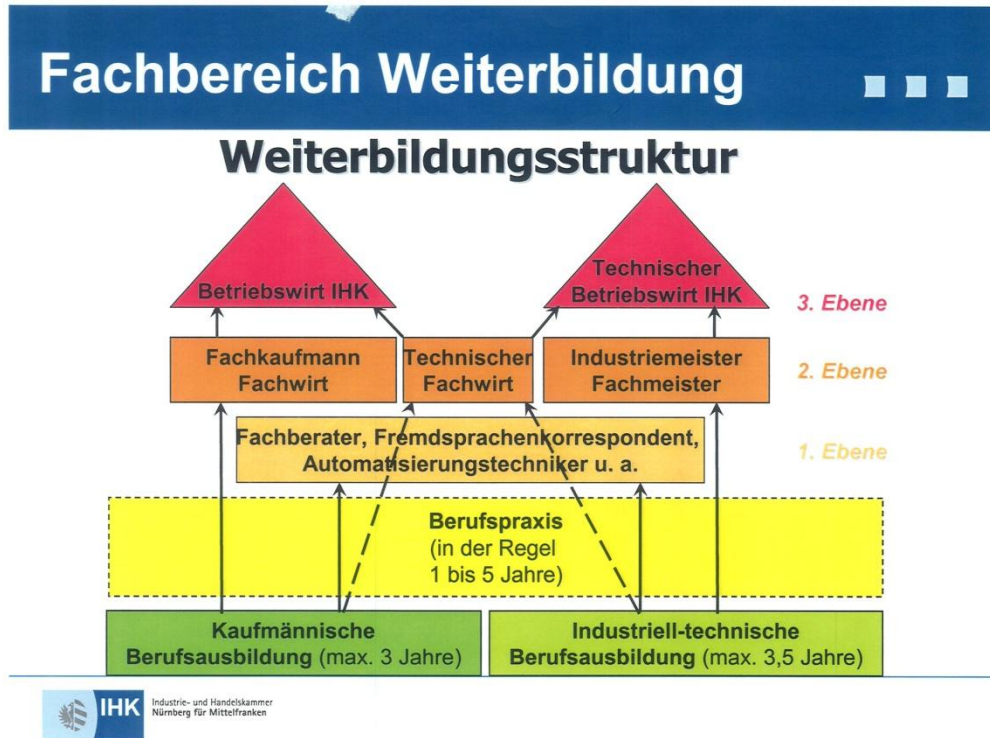 Fachbereich Weiterbildung
Weiterbildungsstruktur
Betriebswirt IHK
Technischer
Betriebswirt IHK
3. Ebene
Fachkaufmann
Fachwirt
Technischer
Fachwirt
Industriemeister
Fachmeister
2. Ebene
Fachberater, Fremdsprachenkorrespondent,
Automatisierungstechniker u. a.
1. Ebene
Berufspraxis
(in der Regel
1 bis 5 Jahre)
Kaufmännische
Berufsausbildung (max. 3 Jahre)
Industriell-technische
Berufsausbildung (max. 3,5 Jahre)
IHK
Industrie- und Handelskammer
Nürnberg für Mittelfranken